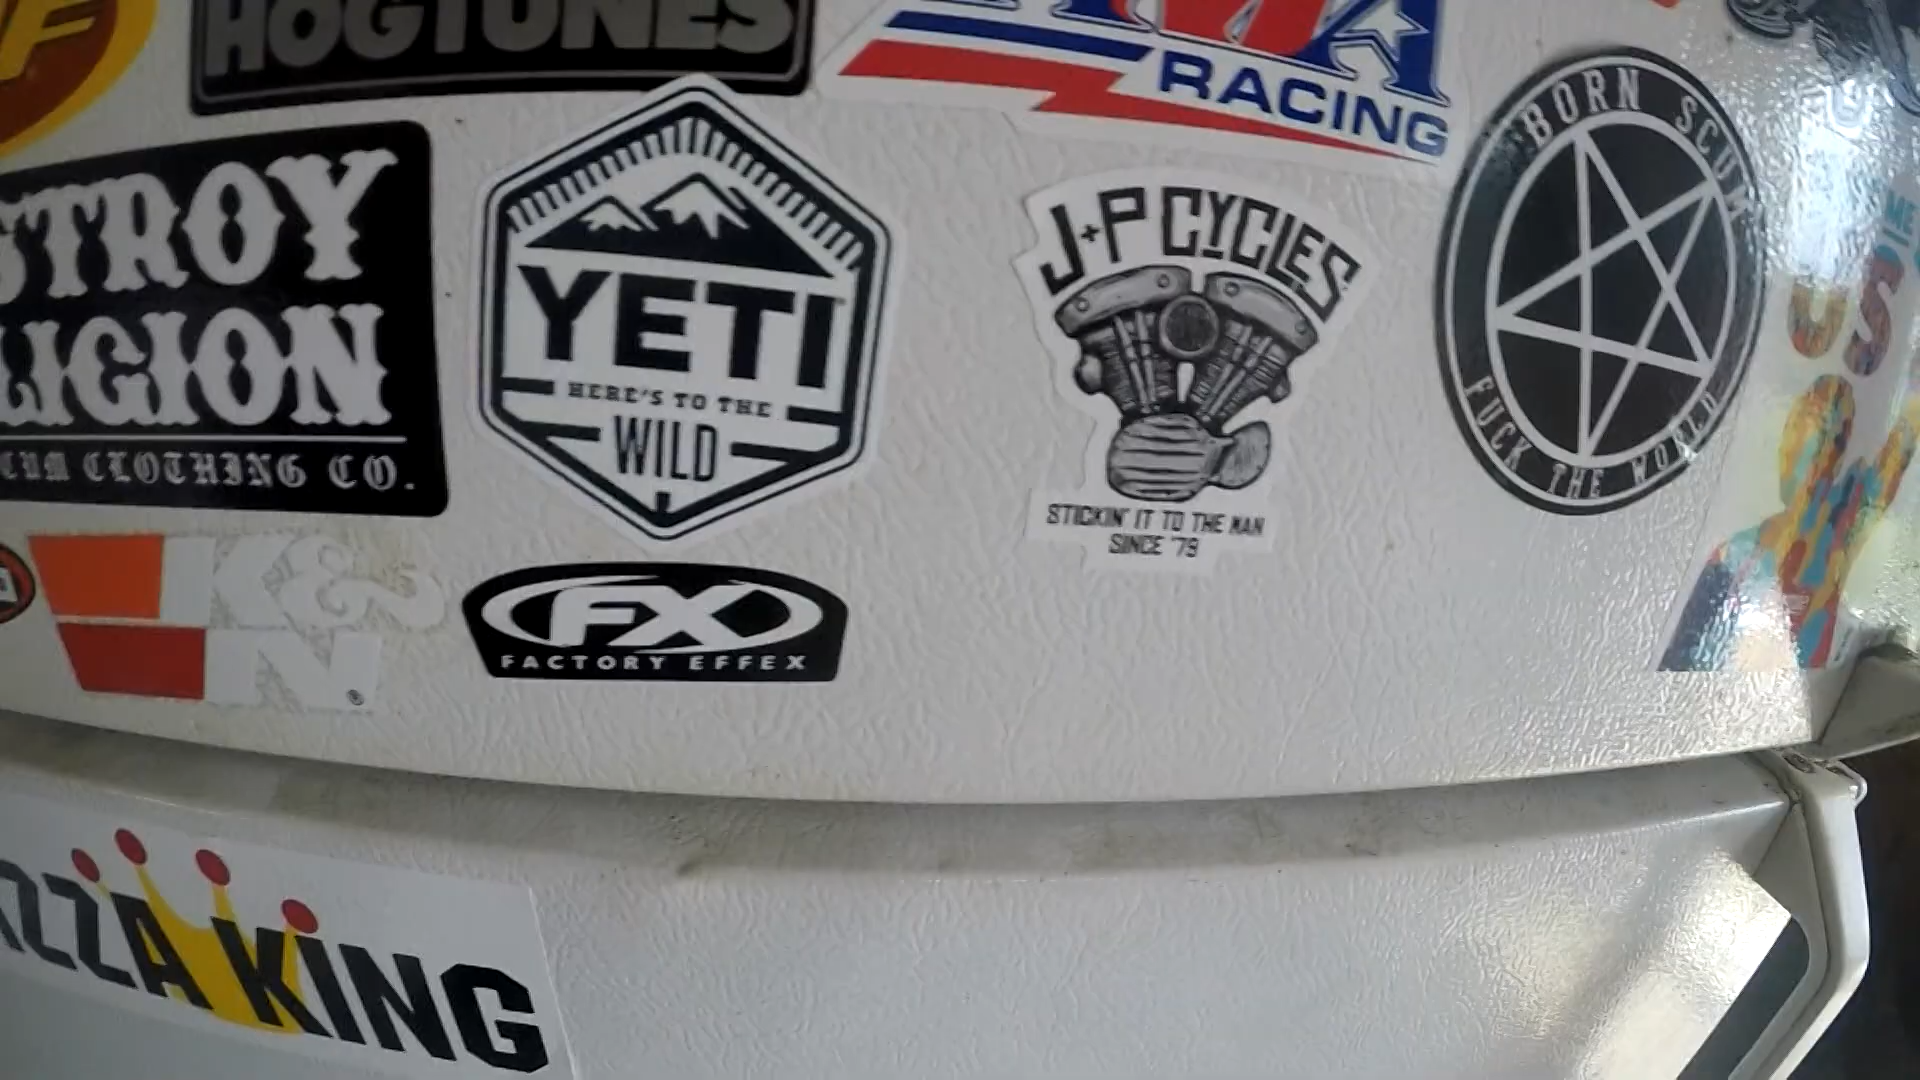 F
HOGTUNES
RACING
STROY
LIGION
CUM CLOTHING CO.
YETI
HERE'S TO THE
WILD
J+P CYCLES
STICKIN' IT TO THE MAN
SINCE '79
BORN SCUM
FUCK THE WORLD
K&N
®
FX
FACTORY EFFEX
ZZA KING